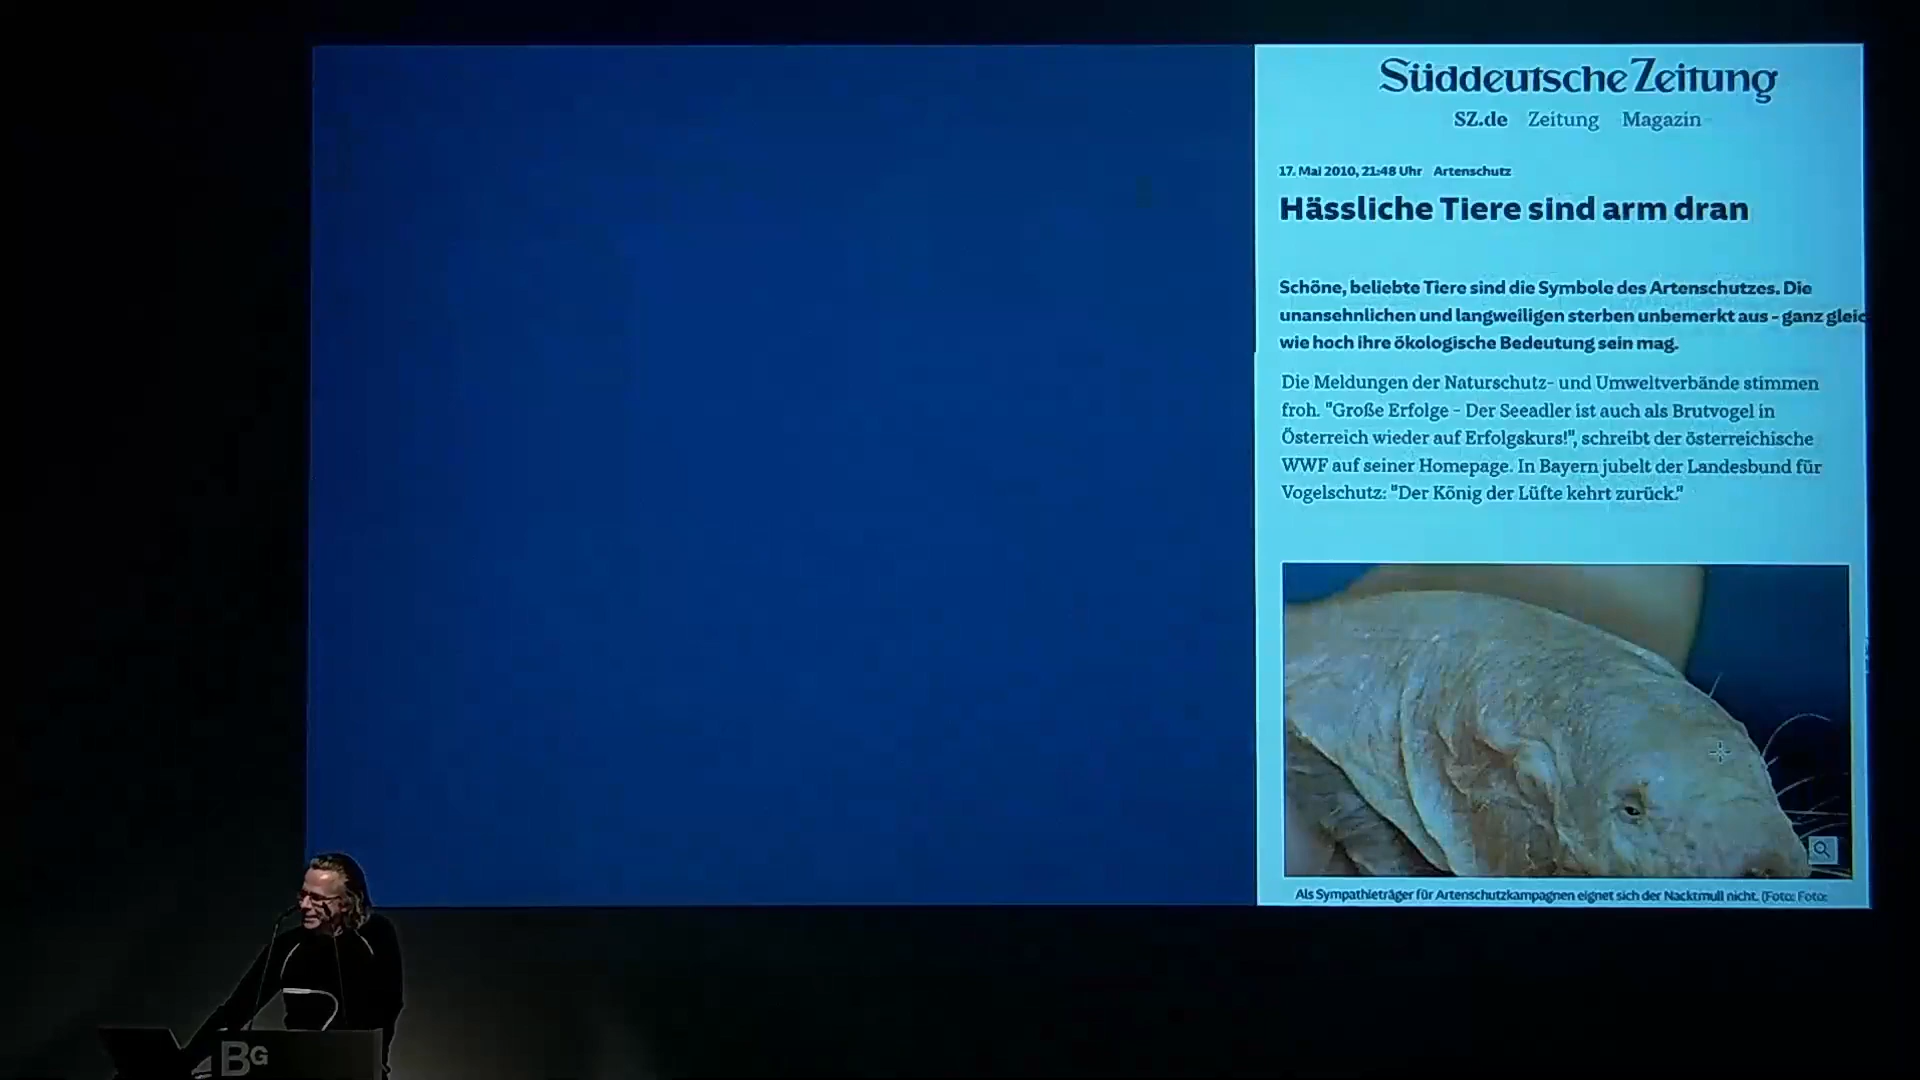 Süddeutsche Zeitung
SZ.de Zeitung Magazin
17. Mai 2010, 21:48 Uhr Artenschutz
Hässliche Tiere sind arm dran
Schöne, beliebte Tiere sind die Symbole des Artenschutzes. Die
unansehnlichen und langweiligen sterben unbemerkt aus - ganz gleic
wie hoch ihre ökologische Bedeutung sein mag.
Die Meldungen der Naturschutz- und Umweltverbände stimmen
froh. "Große Erfolge - Der Seeadler ist auch als Brutvogel in
Österreich wieder auf Erfolgskurs!", schreibt der österreichische
WWF auf seiner Homepage. In Bayern jubelt der Landesbund für
Vogelschutz: "Der König der Lüfte kehrt zurück."
Als Sympathieträger für Artenschutzkampagnen eignet sich der Nacktmull nicht. (Foto: Foto:
BG